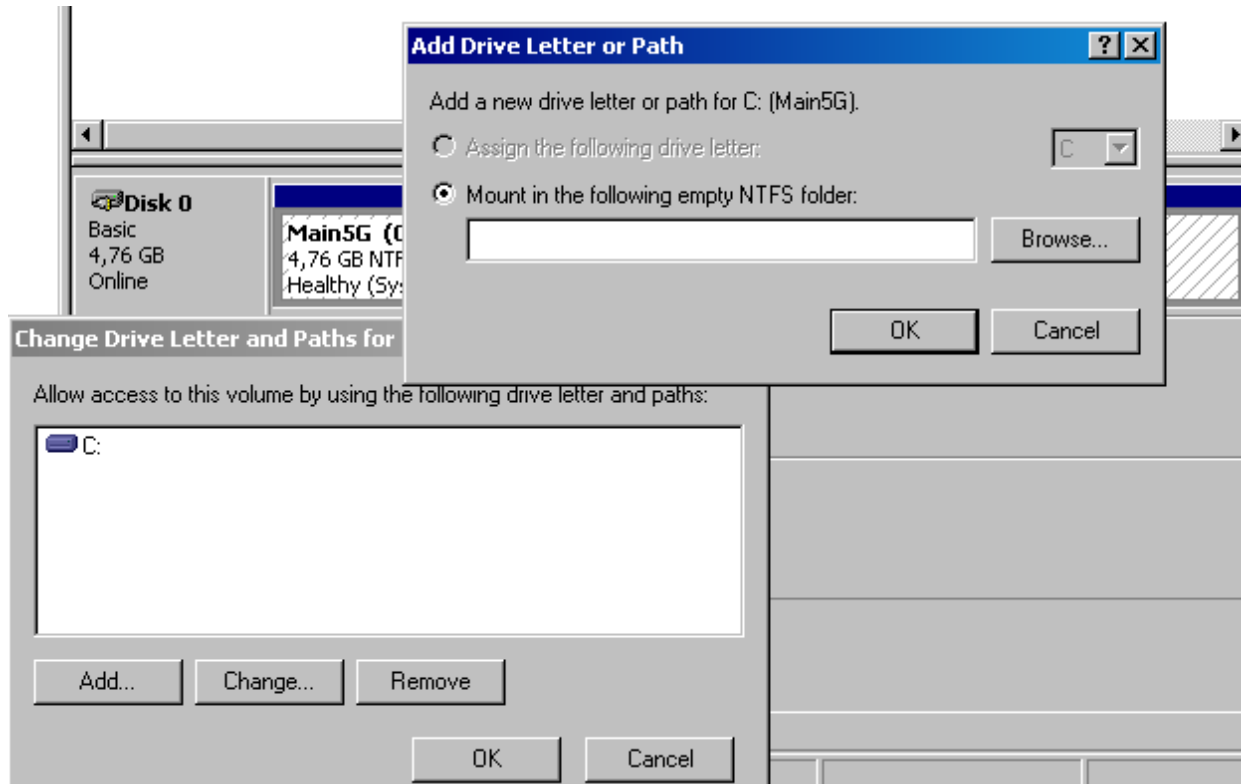 Add Drive Letter or Path
Add a new drive letter or path for C: (Main5G).
Assign the following drive letter:
C
Mount in the following empty NTFS folder:
Browse...
OK
Cancel
Disk 0
Basic
4,76 GB
Online
Main5G (C
4,76 GB NTF
Healthy (Sy
Change Drive Letter and Paths for
Allow access to this volume by using the following drive letter and paths:
C:
Add...
Change...
Remove
OK
Cancel